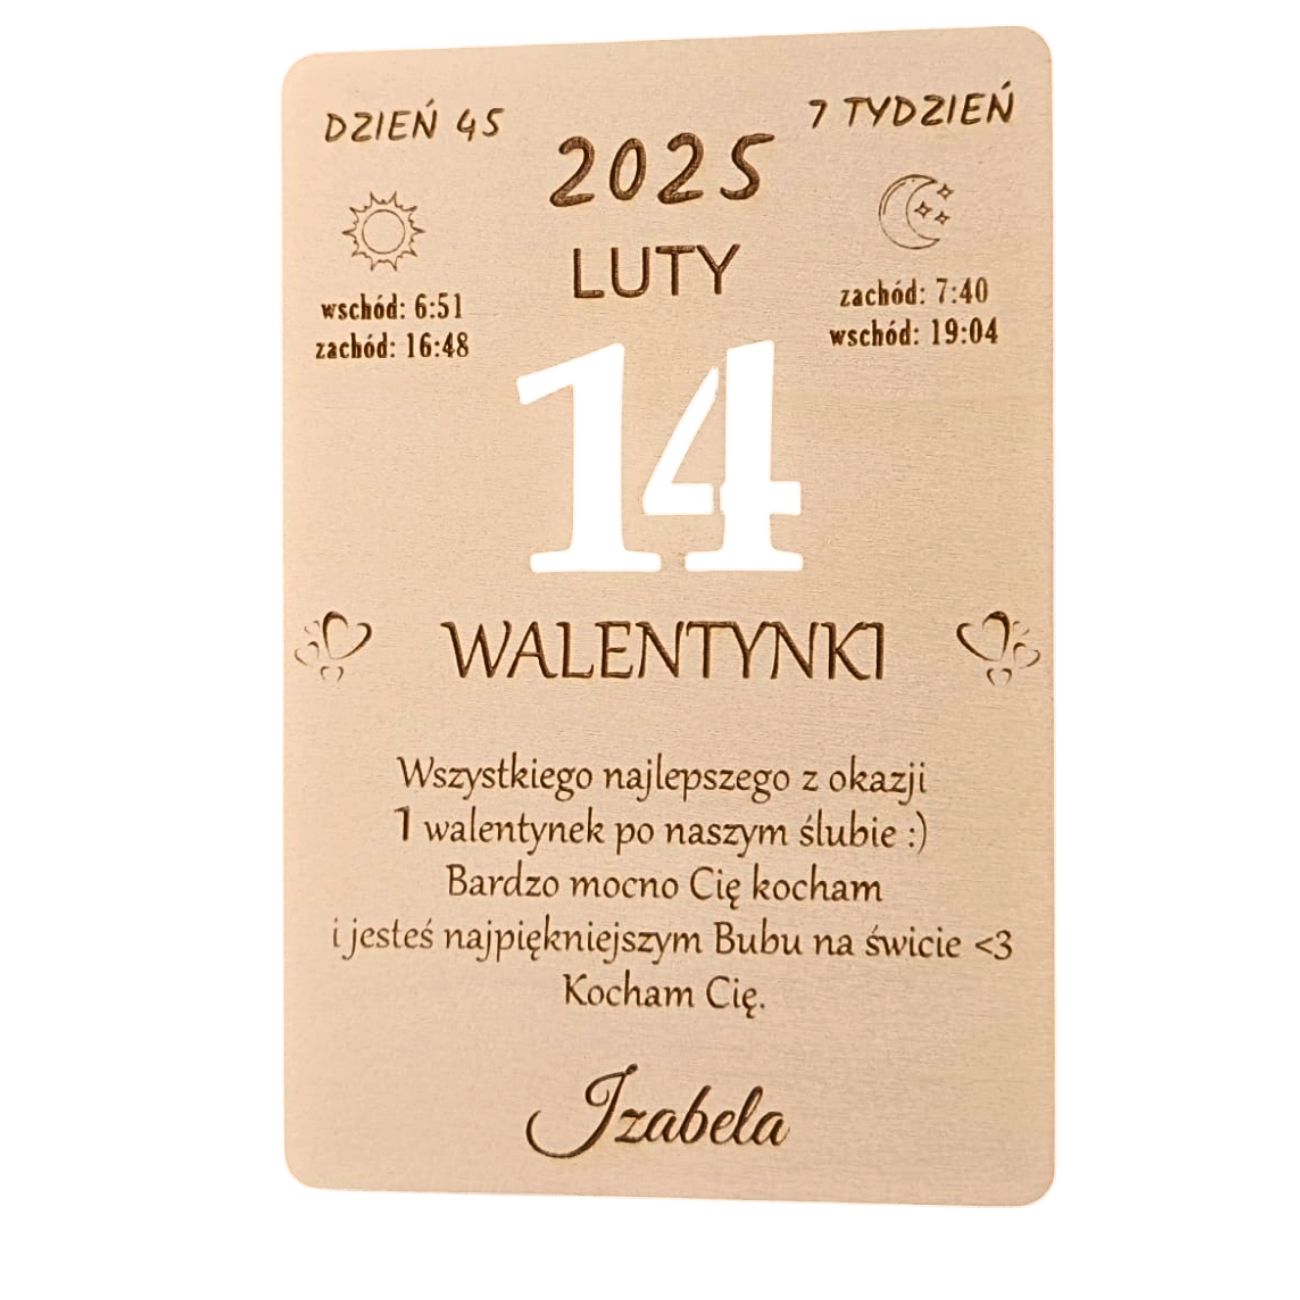 DZIEŃ 45
7 TYDZIEŃ
2025
LUTY
wschód: 6:51
zachód: 16:48
zachód: 7:40
wschód: 19:04
14
WALENTYNKI
Wszystkiego najlepszego z okazji
1 walentynek po naszym ślubie :)
Bardzo mocno Cię kocham
i jesteś najpiękniejszym Bubu na świcie <3
Kocham Cię.
Izabela